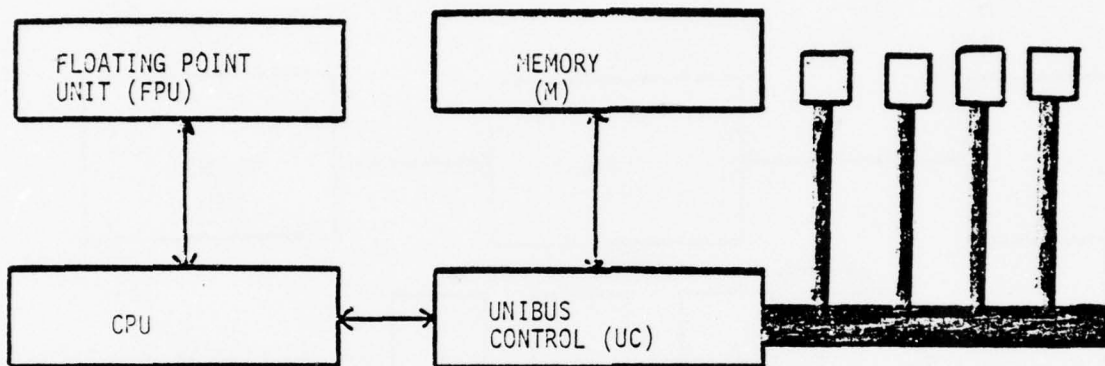 FLOATING POINT
UNIT (FPU)
MEMORY
(M)
CPU
UNIBUS
CONTROL (UC)